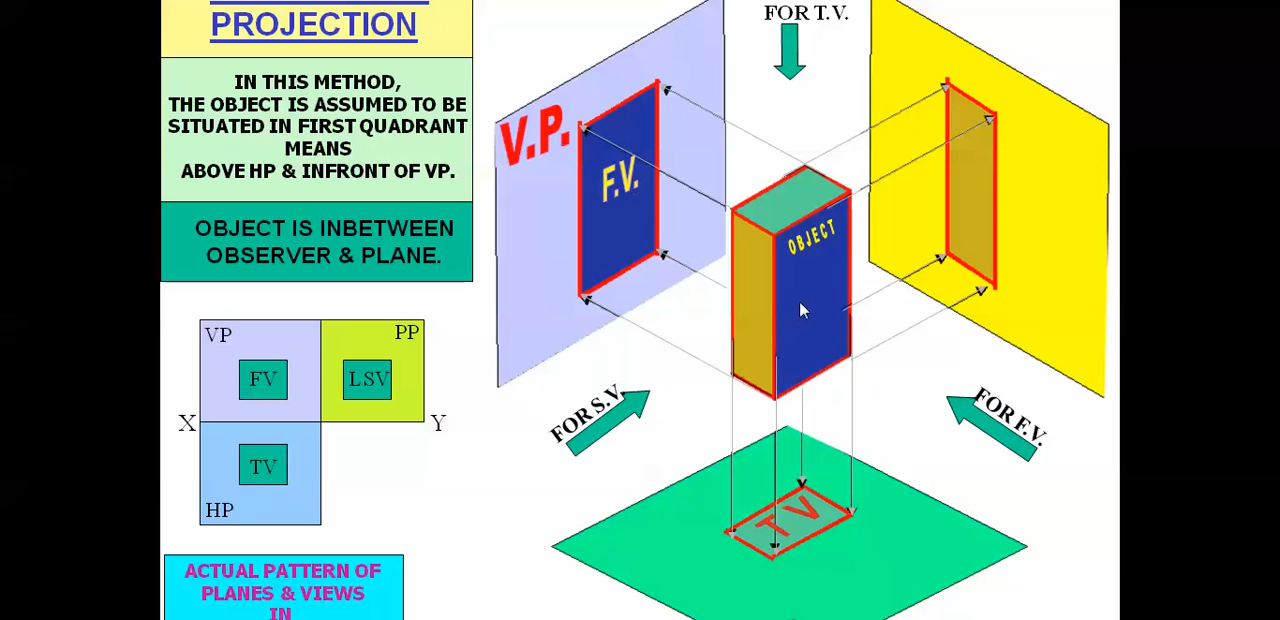 PROJECTION
IN THIS METHOD,
THE OBJECT IS ASSUMED TO BE
SITUATED IN FIRST QUADRANT
MEANS
ABOVE HP & INFRONT OF VP.
OBJECT IS INBETWEEN
OBSERVER & PLANE.
VP
PP
FV
LSV
X
Y
TV
HP
ACTUAL PATTERN OF
PLANES & VIEWS
IN
FOR T.V.
V.P.
F.V.
OBJECT
FOR S.V.
FOR F.V.
TV